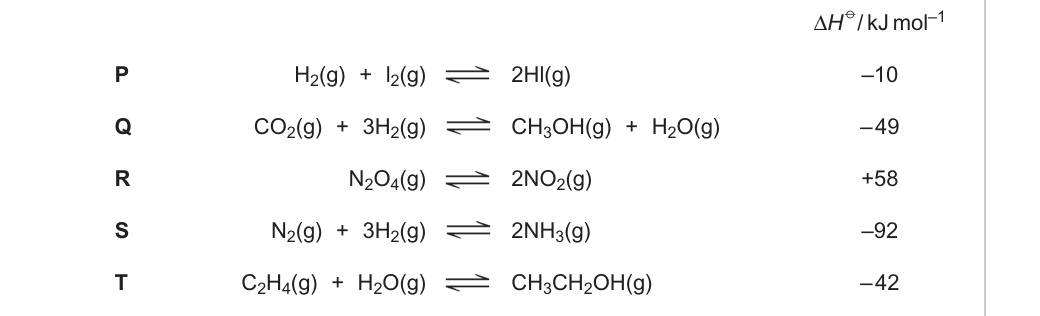 ΔH⦵ / kJ mol⁻¹
P H₂(g) + I₂(g) ⇌ 2HI(g) –10
Q CO₂(g) + 3H₂(g) ⇌ CH₃OH(g) + H₂O(g) –49
R N₂O₄(g) ⇌ 2NO₂(g) +58
S N₂(g) + 3H₂(g) ⇌ 2NH₃(g) –92
T C₂H₄(g) + H₂O(g) ⇌ CH₃CH₂OH(g) –42